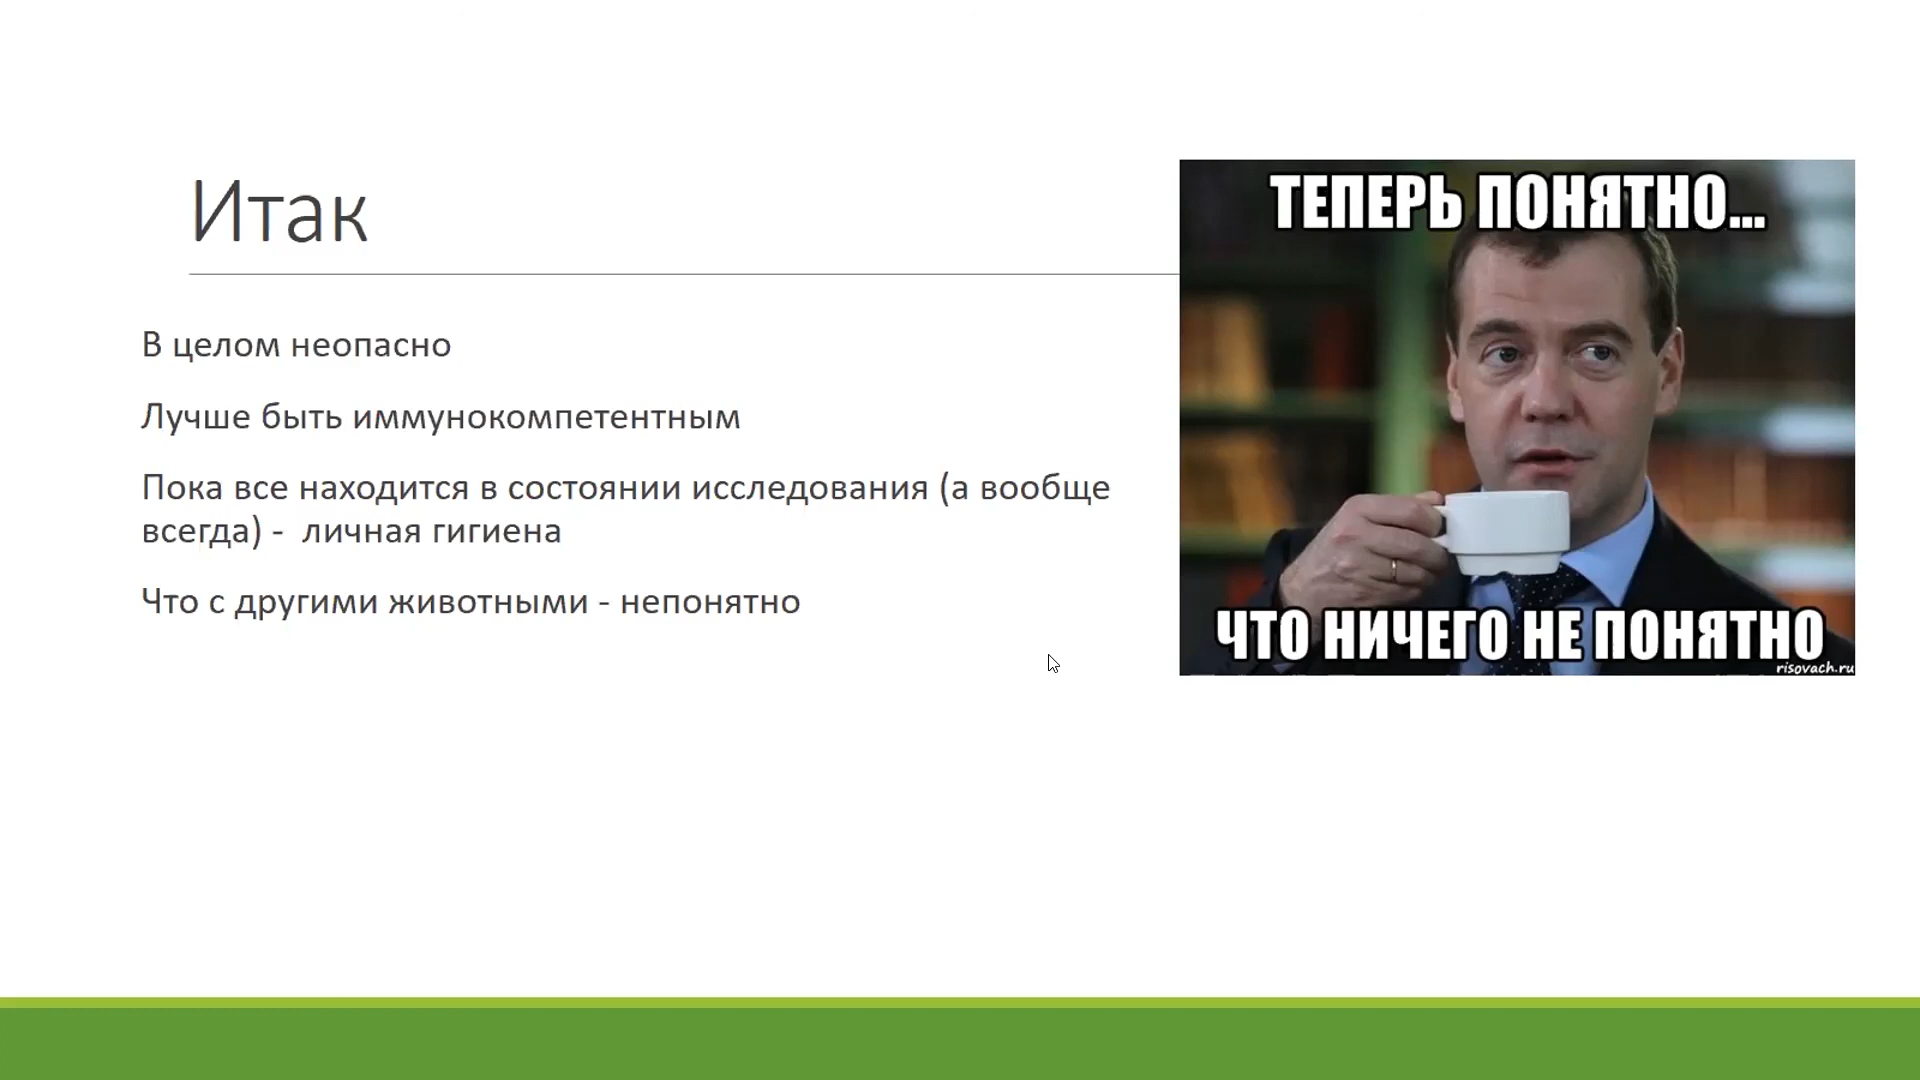 Итак
В целом неопасно
Лучше быть иммунокомпетентным
Пока все находится в состоянии исследования (а вообще
всегда) -  личная гигиена
Что с другими животными - непонятно
ТЕПЕРЬ ПОНЯТНО...
ЧТО НИЧЕГО НЕ ПОНЯТНО
risovach.ru